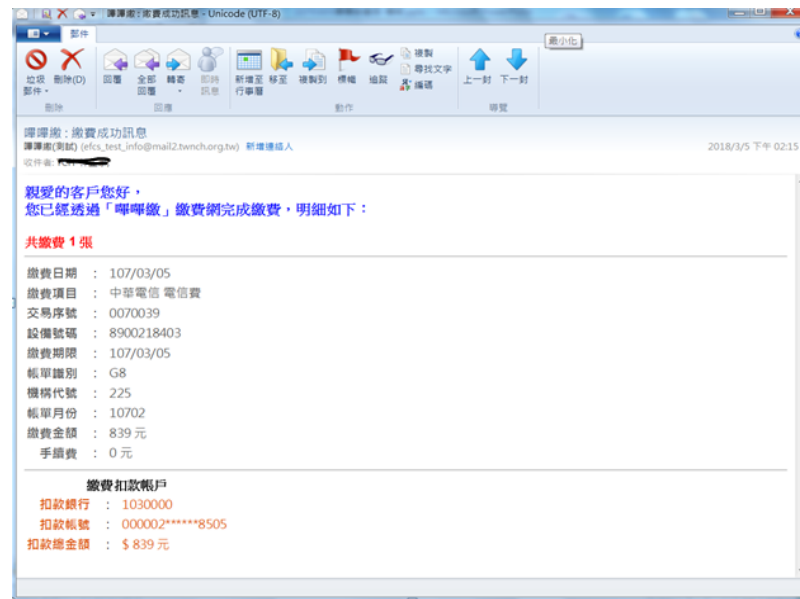 嗶嗶繳 : 繳費成功訊息 - Unicode (UTF-8)
郵件
最小化
垃圾郵件
刪除(D)
回覆
全部回覆
轉寄
即時訊息
新增至行事曆
移至
複製到
標幟
追蹤
複製
尋找文字
編碼
上一封
下一封
刪除
回應
動作
導覽
嗶嗶繳 : 繳費成功訊息
嗶嗶繳(測試) (efcs_test_info@mail2.twnch.org.tw) 新增連絡人
2018/3/5 下午 02:15
收件者:
親愛的客戶您好，
您已經透過「嗶嗶繳」繳費網完成繳費，明細如下：
共繳費 1 張
繳費日期 : 107/03/05
繳費項目 : 中華電信 電信費
交易序號 : 0070039
設備號碼 : 8900218403
繳費期限 : 107/03/05
帳單識別 : G8
機構代號 : 225
帳單月份 : 10702
繳費金額 : 839 元
手續費 : 0 元
繳費扣款帳戶
扣款銀行 : 1030000
扣款帳號 : 000002******8505
扣款總金額 : $ 839 元